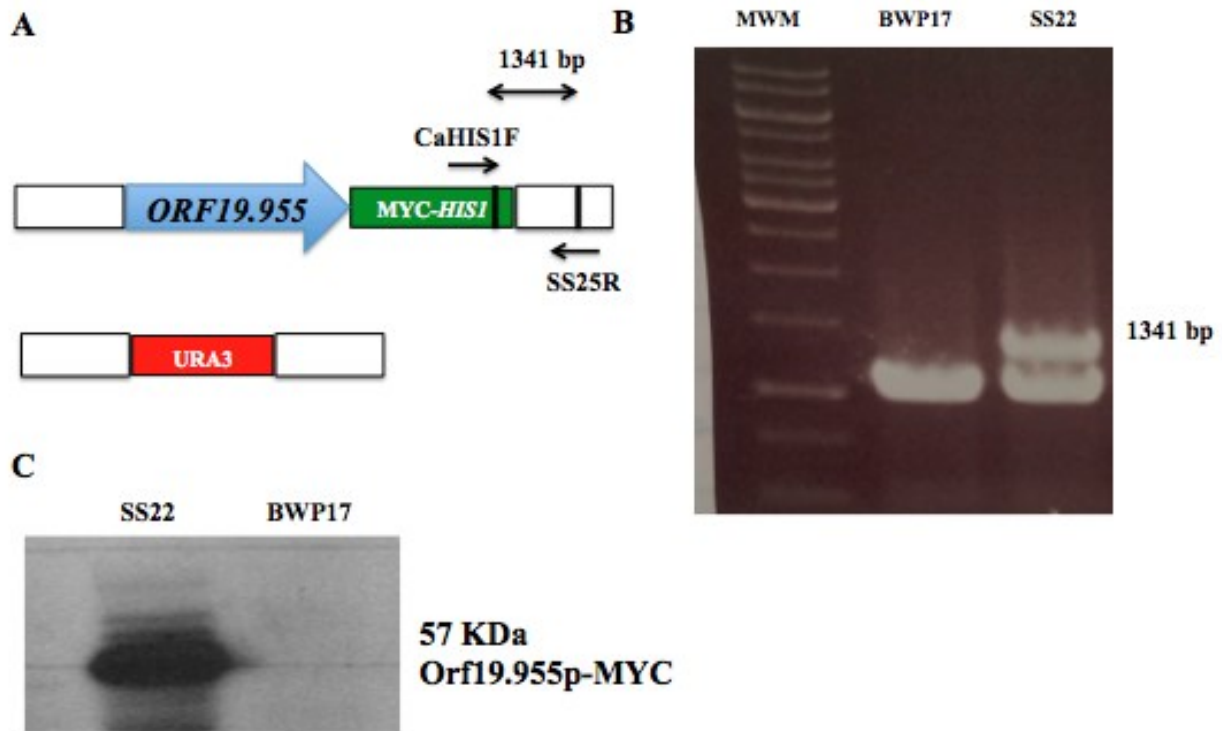 A
1341 bp
CaHIS1F
ORF19.955
MYC-HIS1
SS25R
URA3
B
MWM BWP17 SS22
1341 bp
C
SS22 BWP17
57 KDa
Orf19.955p-MYC